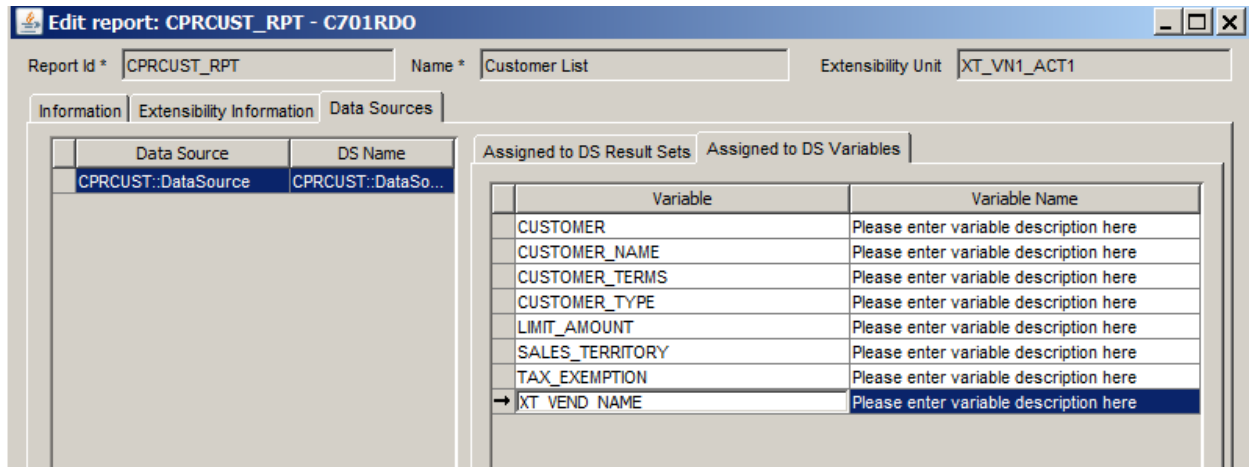 Edit report: CPRCUST_RPT - C701RDO
Report Id * CPRCUST_RPT Name * Customer List Extensibility Unit XT_VN1_ACT1
Information Extensibility Information Data Sources
Data Source DS Name
CPRCUST::DataSource CPRCUST::DataSo...
Assigned to DS Result Sets Assigned to DS Variables
Variable Variable Name
CUSTOMER Please enter variable description here
CUSTOMER_NAME Please enter variable description here
CUSTOMER_TERMS Please enter variable description here
CUSTOMER_TYPE Please enter variable description here
LIMIT_AMOUNT Please enter variable description here
SALES_TERRITORY Please enter variable description here
TAX_EXEMPTION Please enter variable description here
XT_VEND_NAME Please enter variable description here